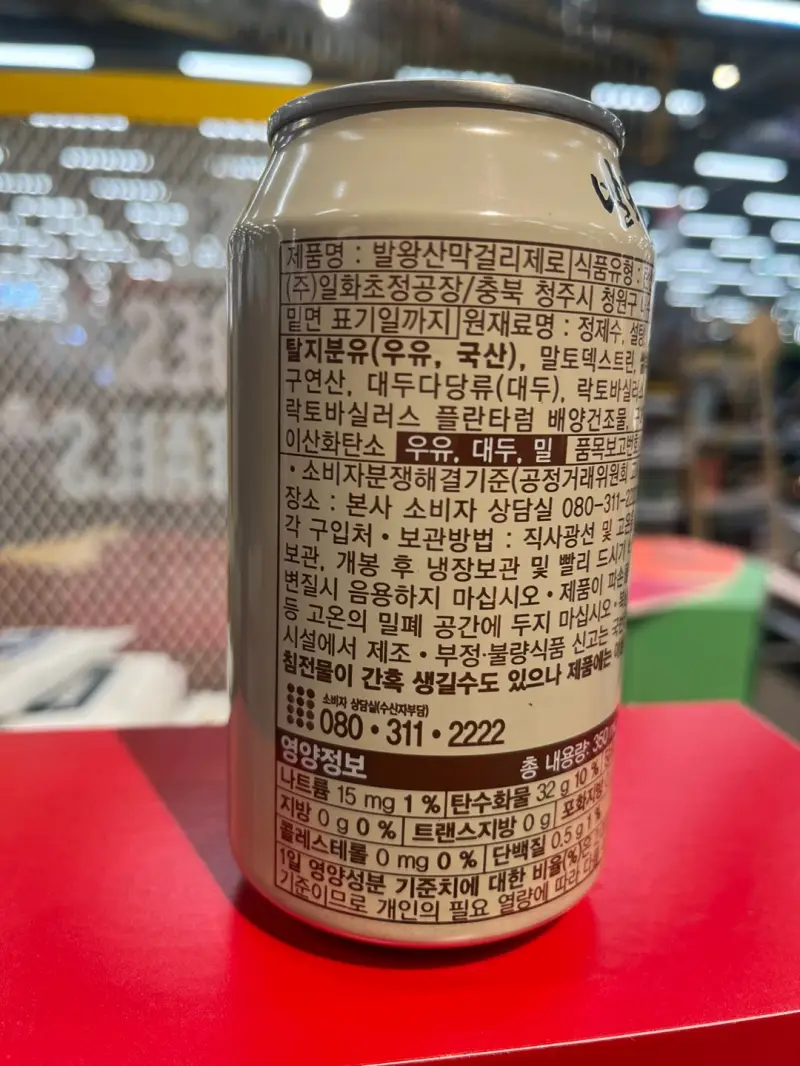 제품명 : 발왕산막걸리제로 식품유형 :
(주)일화초정공장/충북 청주시 청원구
밑면 표기일까지 원재료명 : 정제수, 설탕,
탈지분유(우유, 국산), 말토덱스트린,
구연산, 대두다당류(대두), 락토바실러스
락토바실러스 플란타럼 배양건조물,
이산화탄소 우유, 대두, 밀 품목보고번호
• 소비자분쟁해결기준(공정거래위원회
장소 : 본사 소비자 상담실 080-311-
각 구입처 • 보관방법 : 직사광선 및 고온
보관, 개봉 후 냉장보관 및 빨리 드시기
변질시 음용하지 마십시오 • 제품이 파손
등 고온의 밀폐 공간에 두지 마십시오 •
시설에서 제조 • 부정·불량식품 신고는
침전물이 간혹 생길수도 있으나 제품에는
소비자 상담실(수신자부담)
080 • 311 • 2222
영양정보 총 내용량: 350
나트륨 15 mg 1 % 탄수화물 32 g 10 %
지방 0 g 0 % 트랜스지방 0 g 포화지방
콜레스테롤 0 mg 0 % 단백질 0.5 g 1 %
1일 영양성분 기준치에 대한 비율(%)은
기준이므로 개인의 필요 열량에 따라